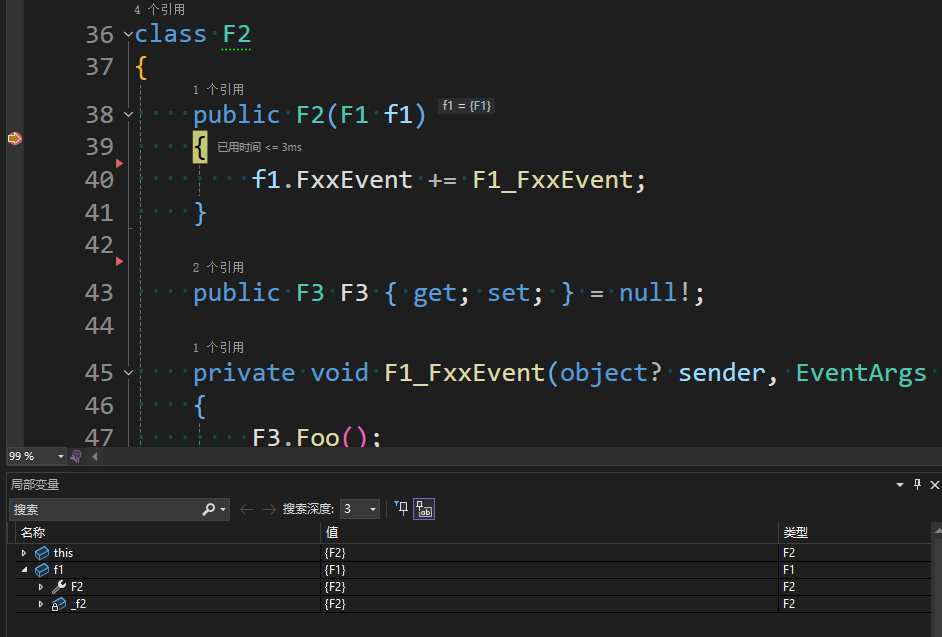 4 个引用
36 class F2
37 {
1 个引用
38 public F2(F1 f1) f1 = {F1}
39 { 已用时间 <= 3ms
40 f1.FxxEvent += F1_FxxEvent;
41 }
42
2 个引用
43 public F3 F3 { get; set; } = null!;
44
1 个引用
45 private void F1_FxxEvent(object? sender, EventArgs
46 {
47 F3.Foo();
99 %
局部变量
搜索 搜索深度: 3
名称 值 类型
this {F2} F2
f1 {F1} F1
F2 {F2} F2
_f2 {F2} F2